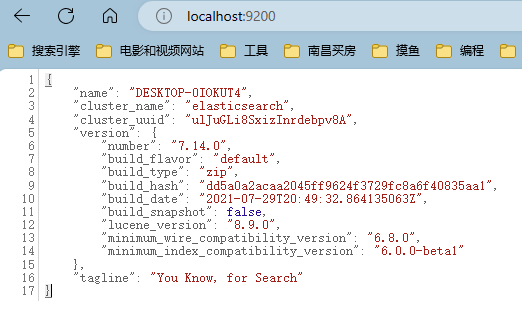 localhost:9200
搜索引擎 电影和视频网站 工具 南昌买房 摸鱼 编程
1 {
2 "name": "DESKTOP-0IOKUT4",
3 "cluster_name": "elasticsearch",
4 "cluster_uuid": "ulJuGLi8SxizInrdebpv8A",
5 "version": {
6 "number": "7.14.0",
7 "build_flavor": "default",
8 "build_type": "zip",
9 "build_hash": "dd5a0a2acaa2045ff9624f3729fc8a6f40835aa1",
10 "build_date": "2021-07-29T20:49:32.864135063Z",
11 "build_snapshot": false,
12 "lucene_version": "8.9.0",
13 "minimum_wire_compatibility_version": "6.8.0",
14 "minimum_index_compatibility_version": "6.0.0-beta1"
15 },
16 "tagline": "You Know, for Search"
17 }